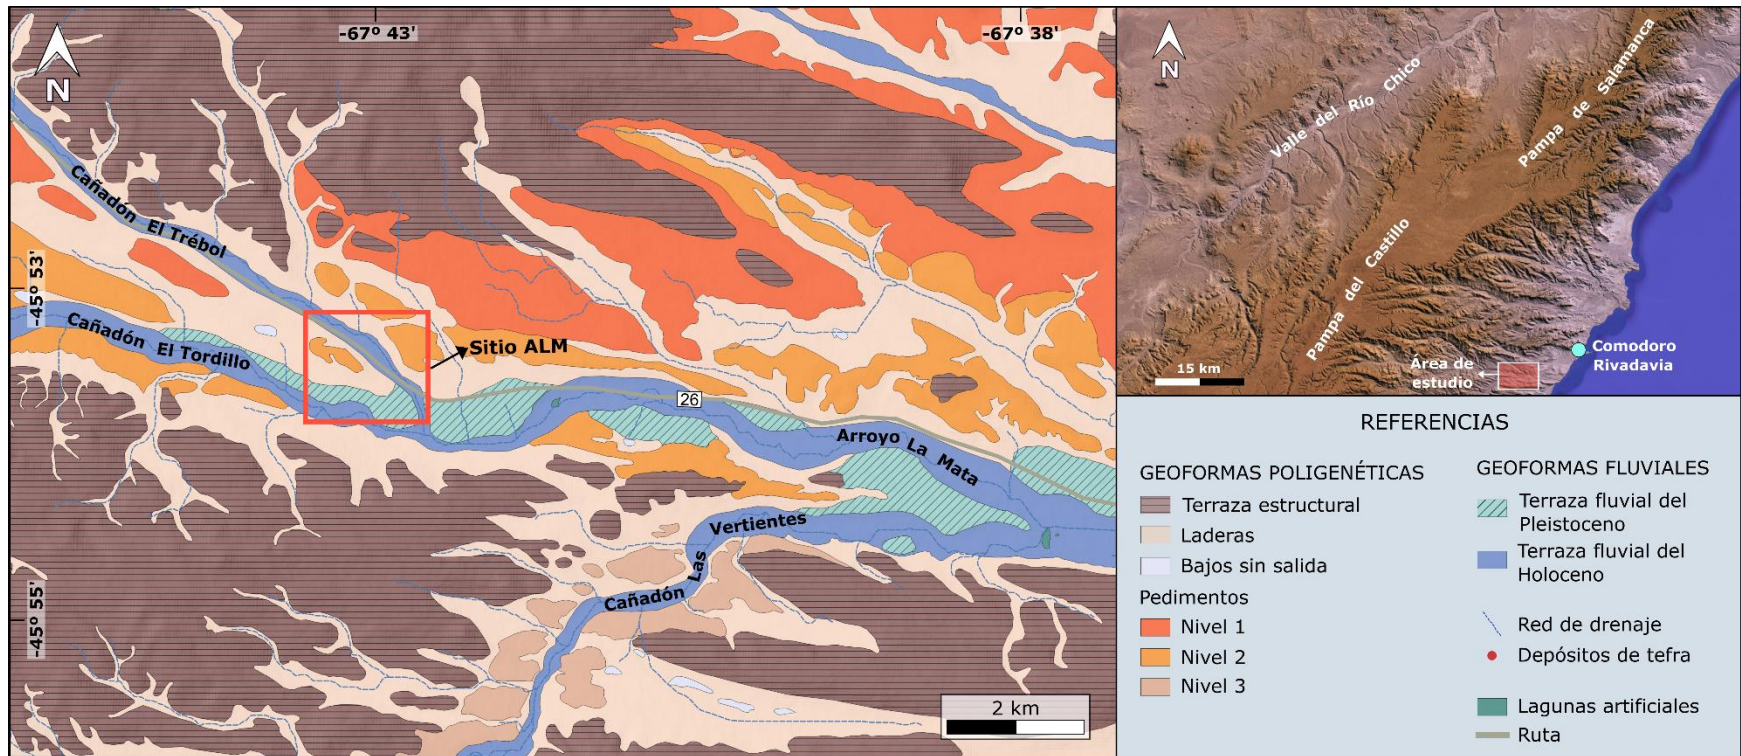 -67º 43'
-67º 38'
N
Cañadón El Trébol
-45º 53'
Cañadón El Tordillo
Sitio ALM
26
Arroyo La Mata
Cañadón Las Vertientes
-45º 55'
2 km
N
Valle del Río Chico
Pampa de Salamanca
Pampa del Castillo
15 km
Área de
estudio
Comodoro
Rivadavia
REFERENCIAS
GEOFORMAS POLIGENÉTICAS
Terraza estructural
Laderas
Bajos sin salida
Pedimentos
Nivel 1
Nivel 2
Nivel 3
GEOFORMAS FLUVIALES
Terraza fluvial del
Pleistoceno
Terraza fluvial del
Holoceno
Red de drenaje
Depósitos de tefra
Lagunas artificiales
Ruta